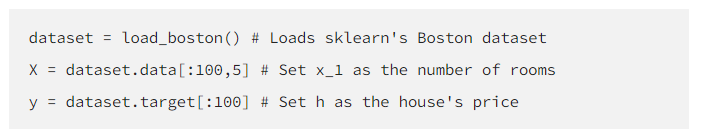 dataset = load_boston() # Loads sklearn's Boston dataset
X = dataset.data[:100,5] # Set x_1 as the number of rooms
y = dataset.target[:100] # Set h as the house's price